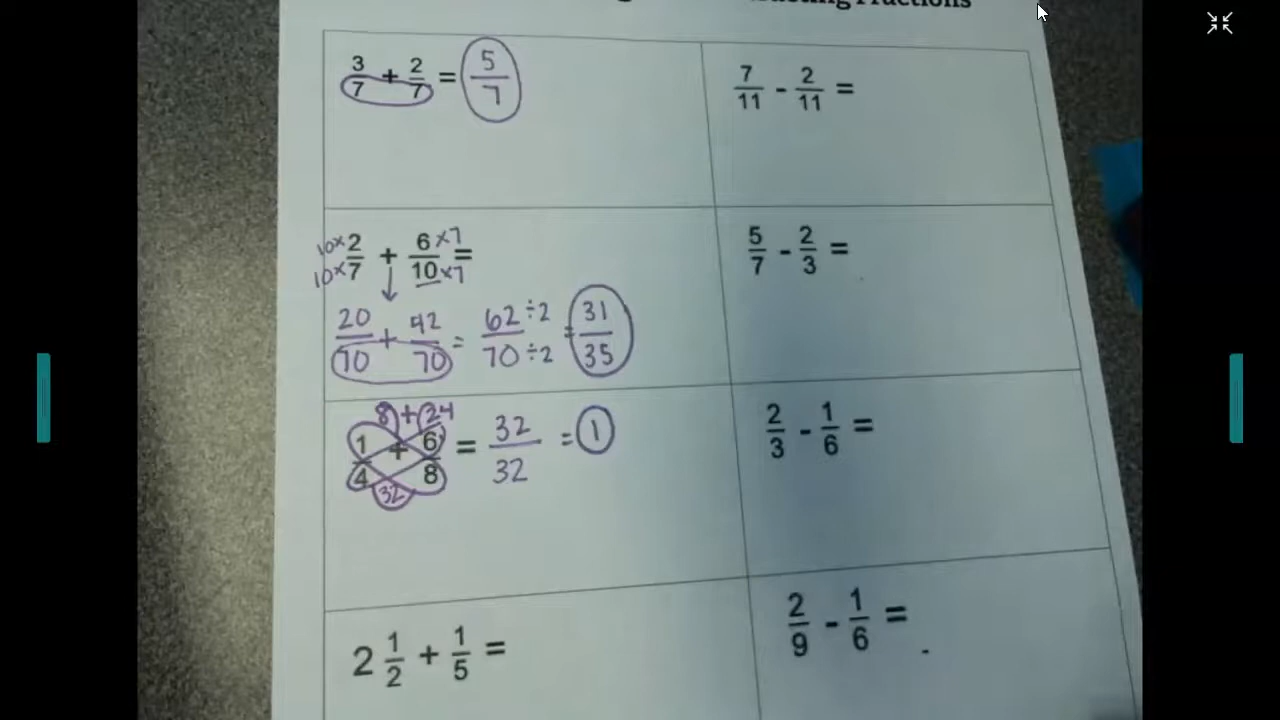 Fractions
3/7 + 2/7 = 5/7
7/11 - 2/11 =
10× 2/7 10× + 6/10 ×7 ×7 =
20/70 + 42/70 = 62/70 ÷2 ÷2 = 31/35
5/7 - 2/3 =
8 + 24
1/4 + 6/8 = 32/32 = 1
32
2/3 - 1/6 =
2 1/2 + 1/5 =
2/9 - 1/6 =